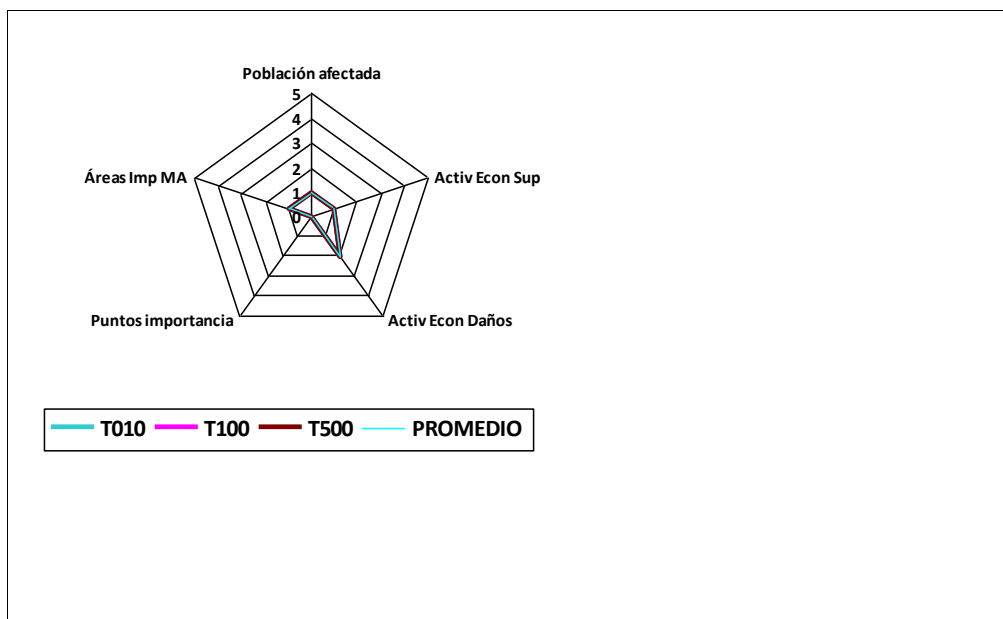 Población afectada
5
4
3
2
1
0
Áreas Imp MA
Activ Econ Sup
Puntos importancia
Activ Econ Daños
T010 T100 T500 PROMEDIO